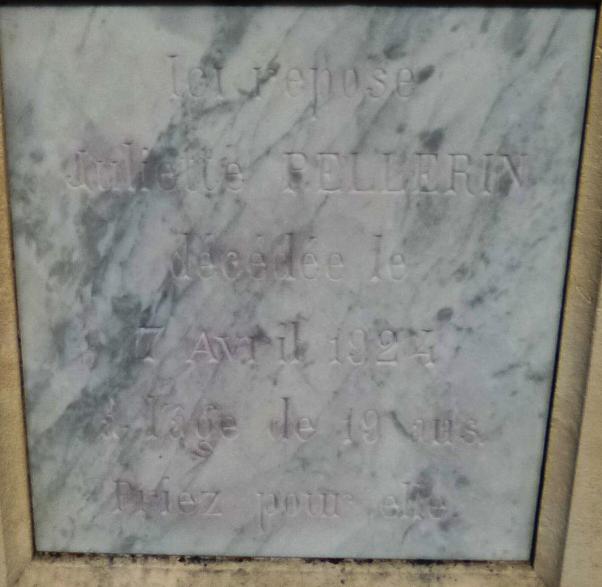 Ici repose
Juliette PELLERIN
décédée le
7 Avril 1924
à l'âge de 19 ans.
Priez pour elle.